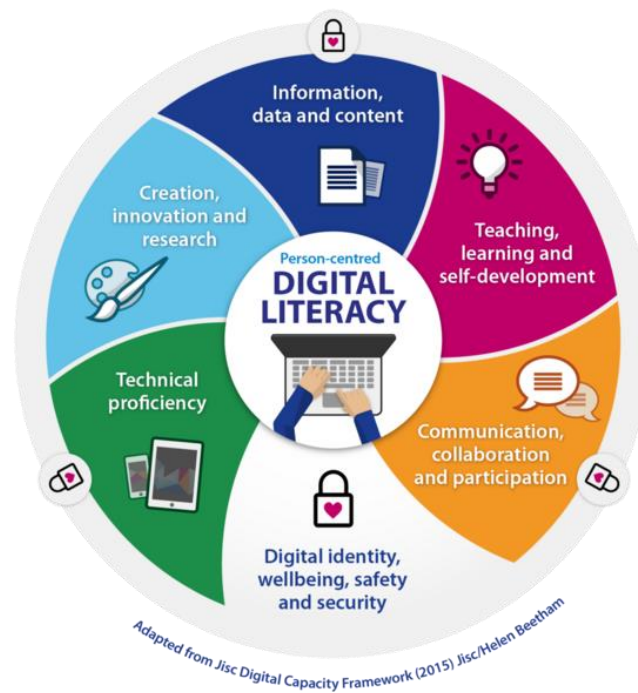 Information,
data and content
Teaching,
learning and
self-development
Communication,
collaboration
and participation
Digital identity,
wellbeing, safety
and security
Technical
proficiency
Creation,
innovation and
research
Person-centred
DIGITAL
LITERACY
Adapted from Jisc Digital Capacity Framework (2015) Jisc/Helen Beetham